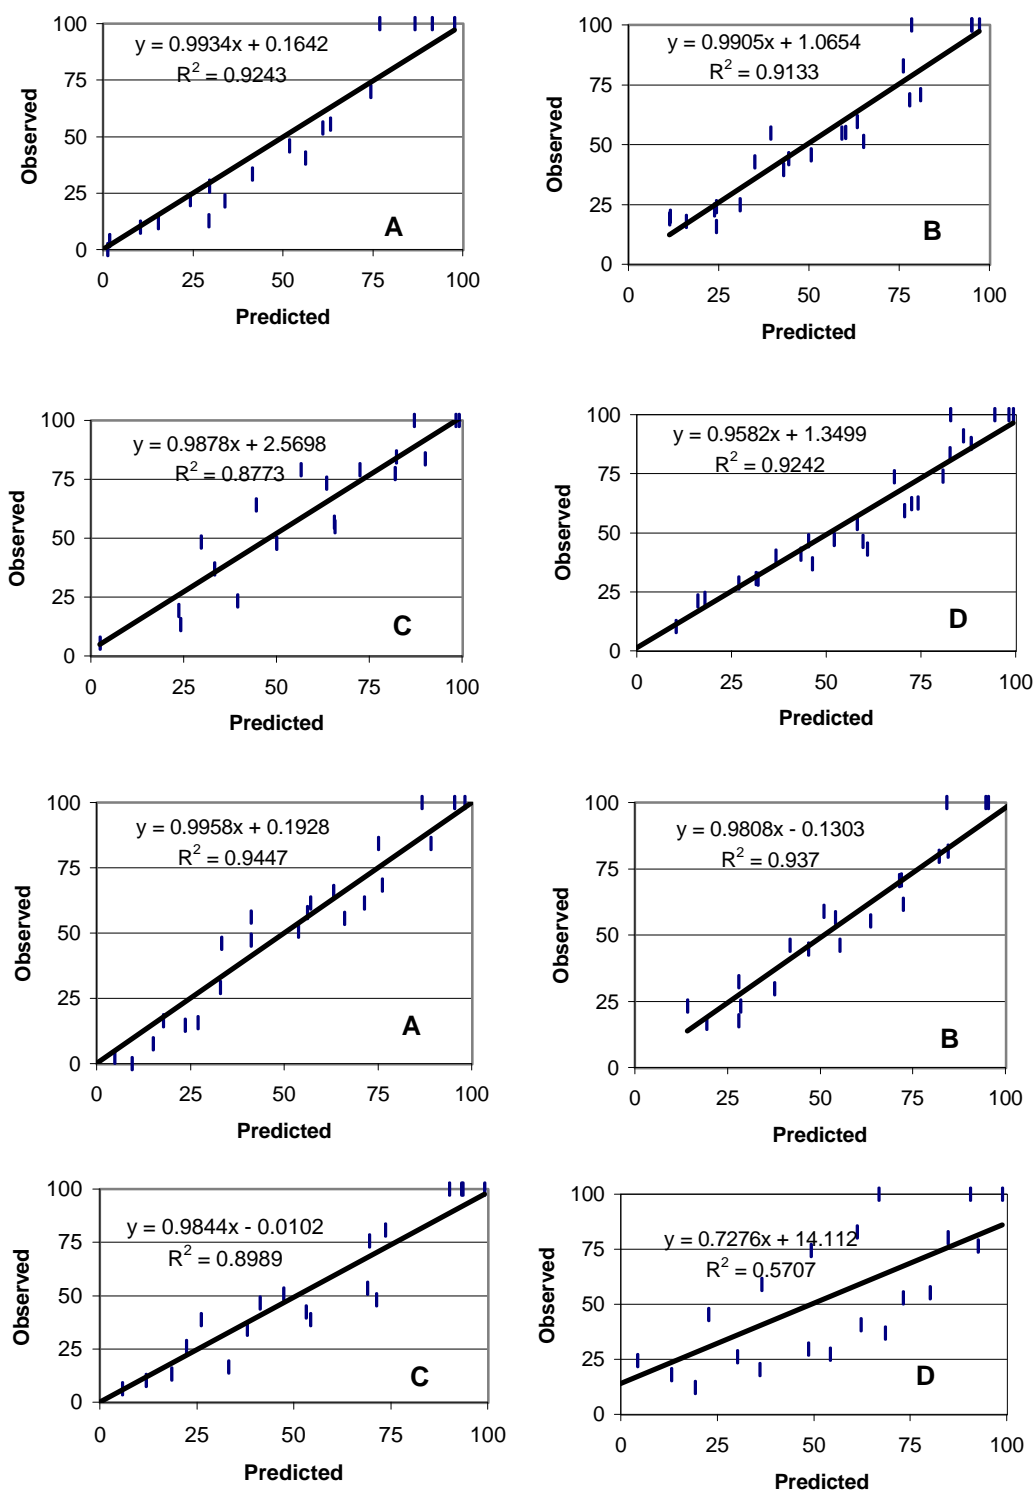 100
75
50
25
0
Observed
y = 0.9934x + 0.1642
R² = 0.9243
A
0 25 50 75 100
Predicted
100
75
50
25
0
Observed
y = 0.9905x + 1.0654
R² = 0.9133
B
0 25 50 75 100
Predicted
100
75
50
25
0
Observed
y = 0.9878x + 2.5698
R² = 0.8773
C
0 25 50 75 100
Predicted
100
75
50
25
0
Observed
y = 0.9582x + 1.3499
R² = 0.9242
D
0 25 50 75 100
Predicted
100
75
50
25
0
Observed
y = 0.9958x + 0.1928
R² = 0.9447
A
0 25 50 75 100
Predicted
100
75
50
25
0
Observed
y = 0.9808x - 0.1303
R² = 0.937
B
0 25 50 75 100
Predicted
100
75
50
25
0
Observed
y = 0.9844x - 0.0102
R² = 0.8989
C
0 25 50 75 100
Predicted
100
75
50
25
0
Observed
y = 0.7276x + 14.112
R² = 0.5707
D
0 25 50 75 100
Predicted